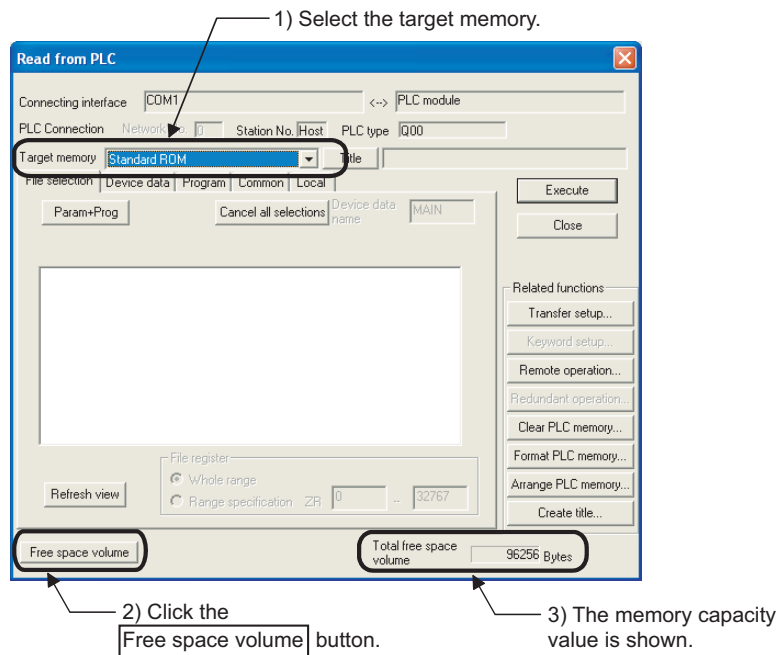 1) Select the target memory.
Read from PLC
Connecting interface COM1 <--> PLC module
PLC Connection Network No. 0 Station No. Host PLC type Q00
Target memory Standard ROM Title
File selection Device data Program Common Local
Execute
Param+Prog Cancel all selections Device data name MAIN
Close
Related functions
Transfer setup...
Keyword setup...
Remote operation...
Redundant operation...
Clear PLC memory...
Format PLC memory...
Arrange PLC memory...
Create title...
File register
Whole range
Refresh view
Range specification ZR 0 -- 32767
Free space volume
Total free space
volume 96256 Bytes
2) Click the
Free space volume button.
3) The memory capacity
value is shown.